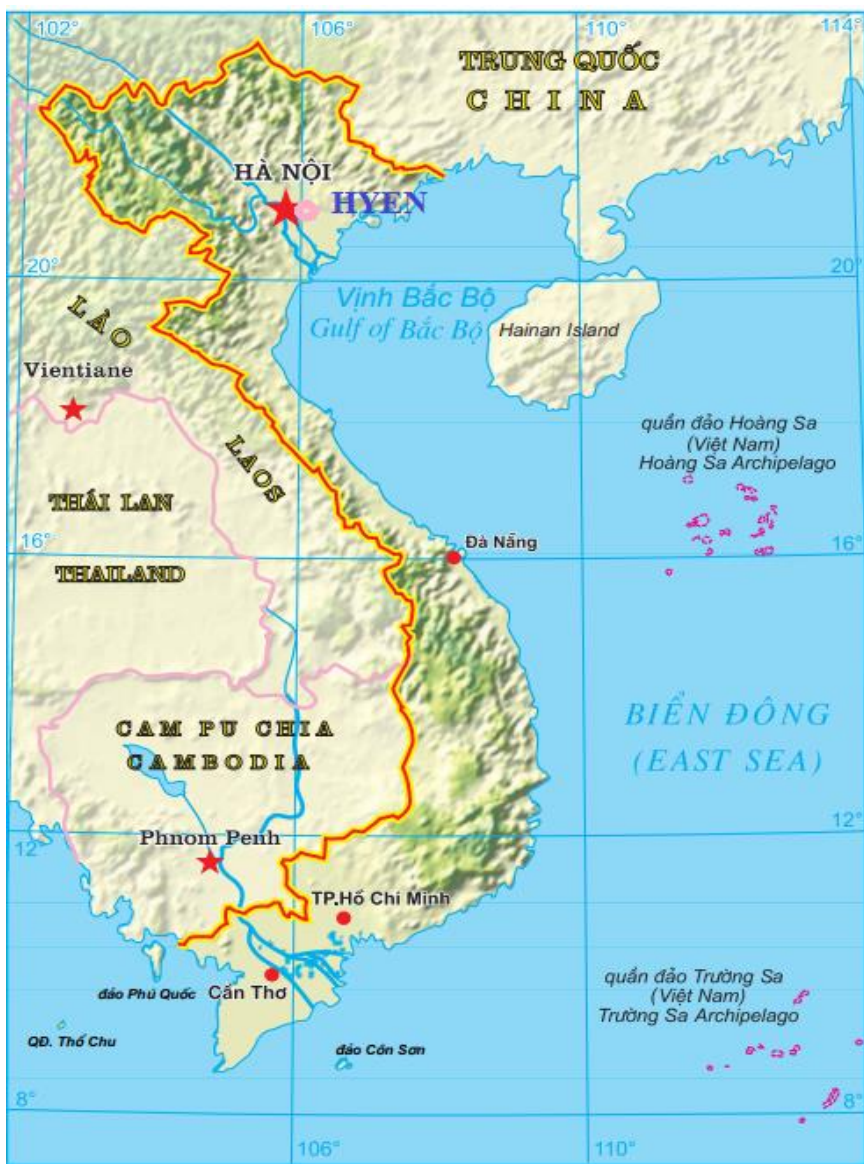 102°
106°
110°
114°
TRUNG QUỐC
CHINA
HÀ NỘI
HYEN
20°
20°
Vịnh Bắc Bộ
Gulf of Bắc Bộ
Hainan Island
LÀO
Vientiane
LAOS
quần đảo Hoàng Sa
(Việt Nam)
Hoàng Sa Archipelago
THÁI LAN
THAILAND
Đà Nẵng
16°
16°
CAM PU CHIA
CAMBODIA
BIỂN ĐÔNG
(EAST SEA)
12°
12°
Phnom Penh
TP.Hồ Chí Minh
đảo Phú Quốc
Cần Thơ
quần đảo Trường Sa
(Việt Nam)
Trường Sa Archipelago
QĐ. Thổ Chu
đảo Côn Sơn
8°
8°
106°
110°